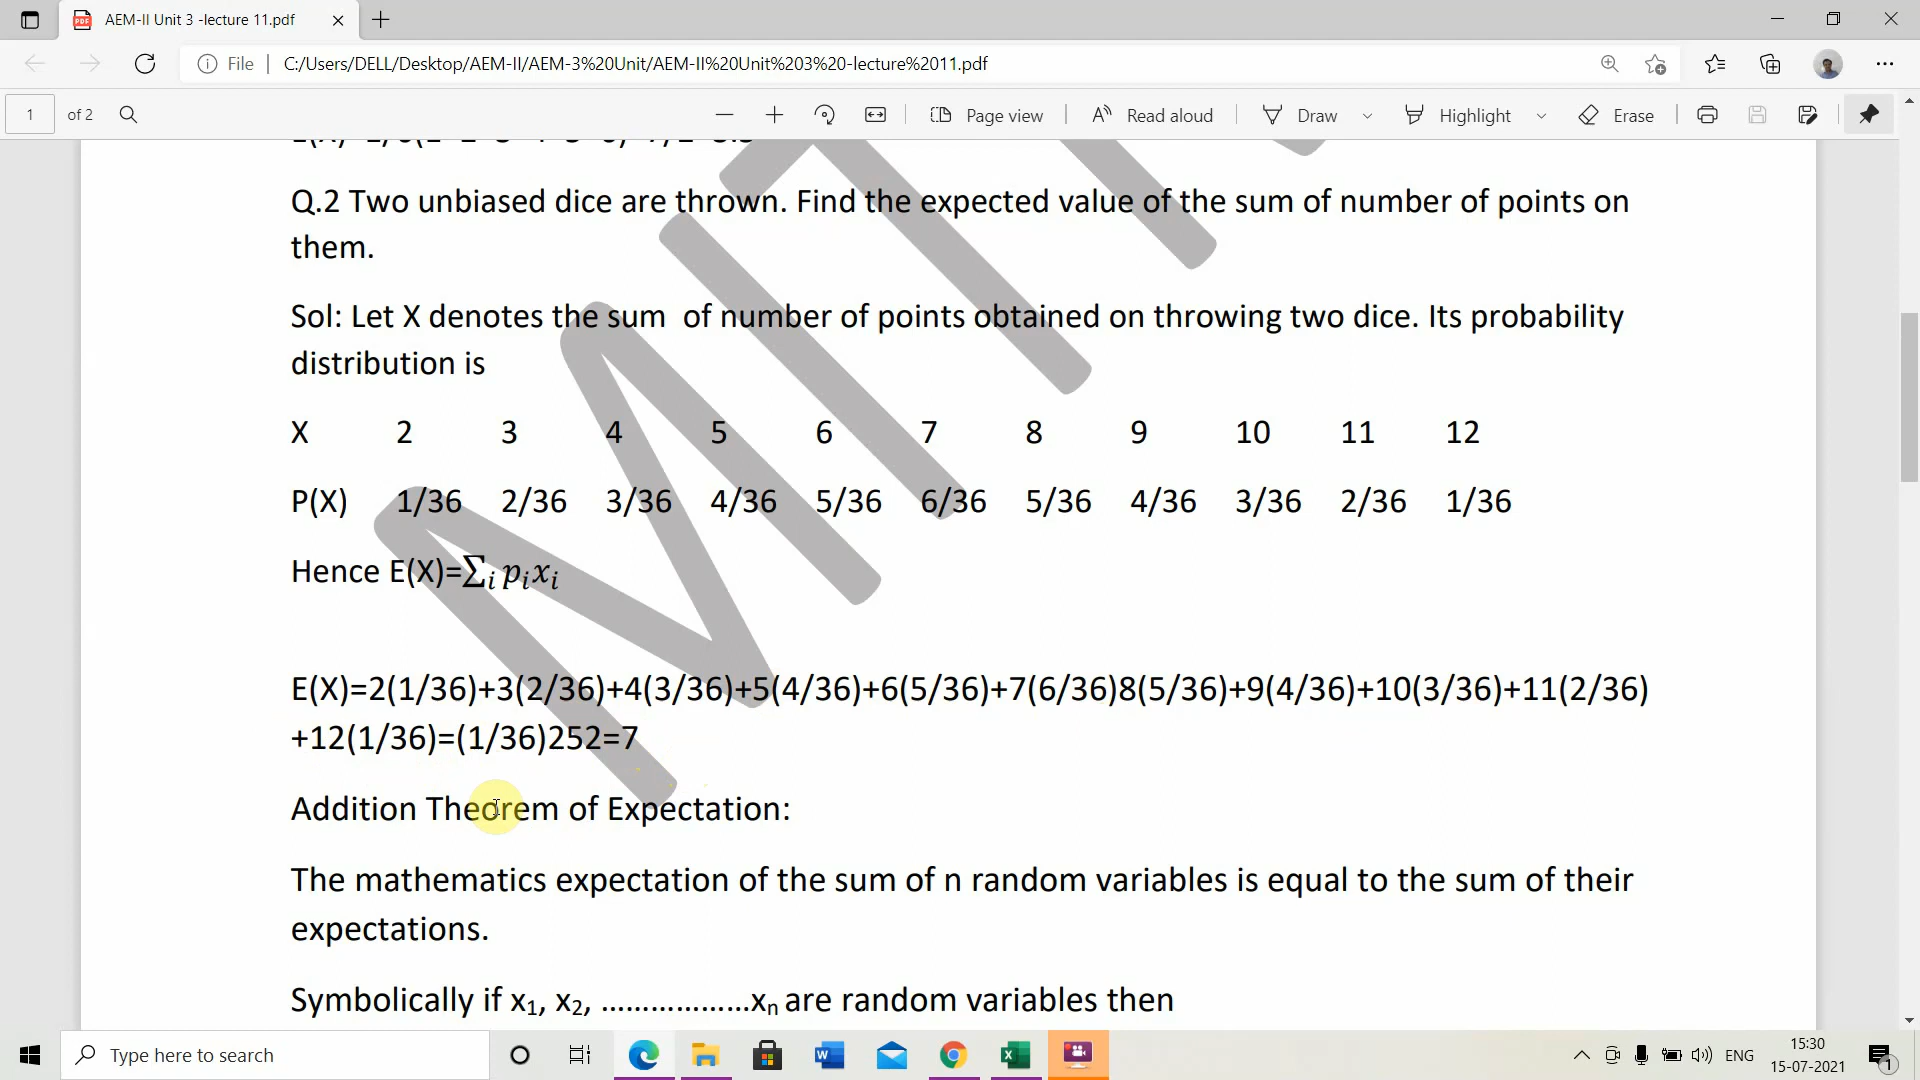 AEM-II Unit 3 -lecture 11.pdf
File C:/Users/DELL/Desktop/AEM-II/AEM-3%20Unit/AEM-II%20Unit%203%20-lecture%2011.pdf
1 of 2 Page view Read aloud Draw Highlight Erase
Q.2 Two unbiased dice are thrown. Find the expected value of the sum of number of points on
them.
Sol: Let X denotes the sum of number of points obtained on throwing two dice. Its probability
distribution is
X 2 3 4 5 6 7 8 9 10 11 12
P(X) 1/36 2/36 3/36 4/36 5/36 6/36 5/36 4/36 3/36 2/36 1/36
Hence E(X)=∑ᵢ pᵢxᵢ
E(X)=2(1/36)+3(2/36)+4(3/36)+5(4/36)+6(5/36)+7(6/36)8(5/36)+9(4/36)+10(3/36)+11(2/36)
+12(1/36)=(1/36)252=7
Addition Theorem of Expectation:
The mathematics expectation of the sum of n random variables is equal to the sum of their
expectations.
Symbolically if x₁, x₂, ..................xₙ are random variables then
Type here to search
ENG
15:30
15-07-2021
1